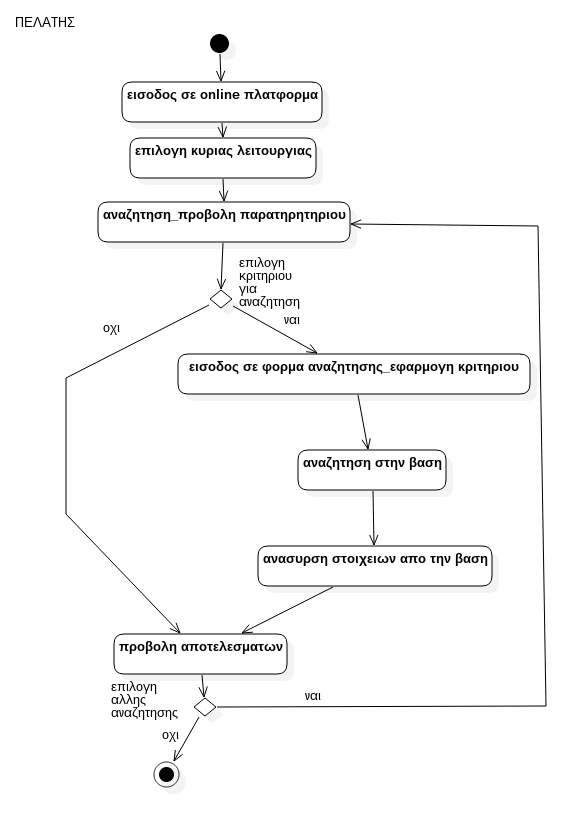 ΠΕΛΑΤΗΣ
εισοδος σε online πλατφορμα
επιλογη κυριας λειτουργιας
αναζητηση_προβολη παρατηρητηριου
επιλογη
κριτηριου
για
αναζητηση
ναι
οχι
εισοδος σε φορμα αναζητησης_εφαρμογη κριτηριου
αναζητηση στην βαση
ανασυρση στοιχειων απο την βαση
προβολη αποτελεσματων
επιλογη
αλλης
αναζητησης
ναι
οχι